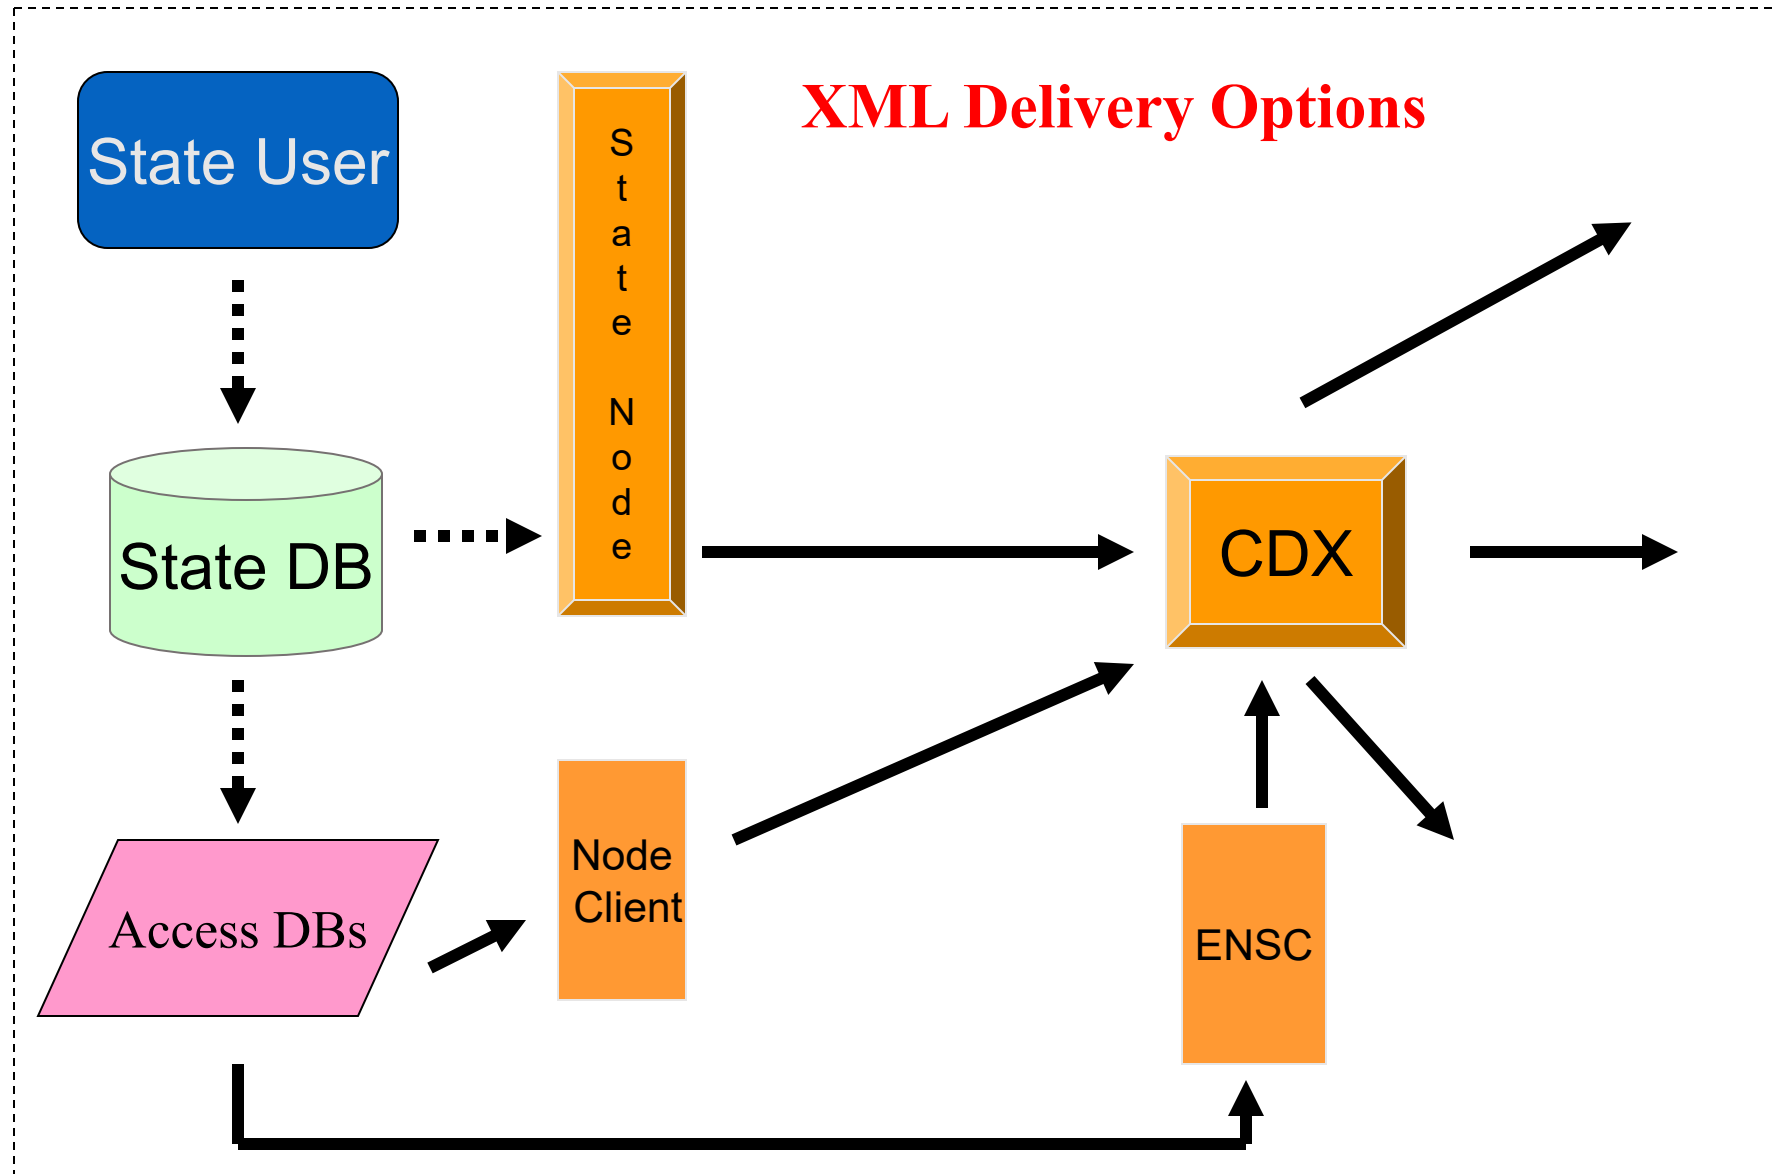 XML Delivery Options
State User
S
t
a
t
e
N
o
d
e
State DB
CDX
Node
Client
Access DBs
ENSC